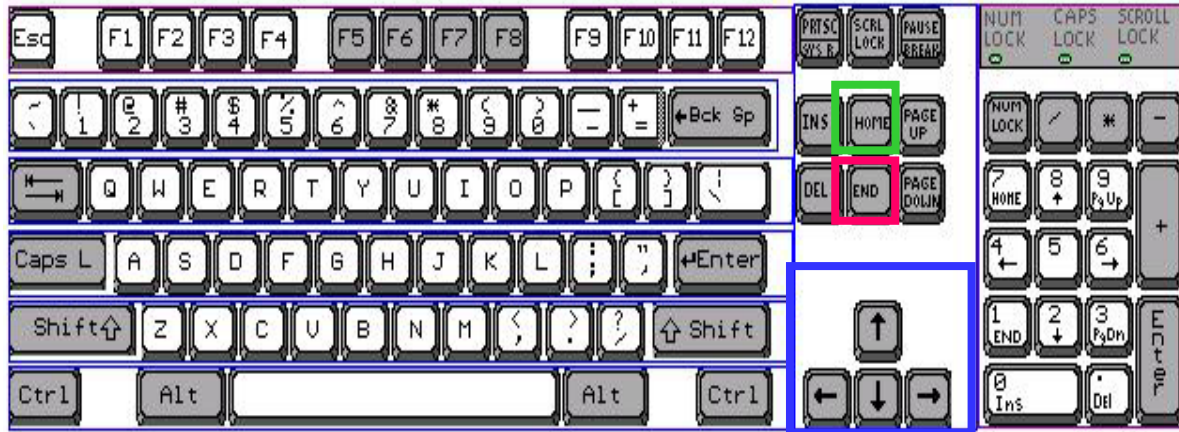 Esc F1 F2 F3 F4 F5 F6 F7 F8 F9 F10 F11 F12 PRTSC SYS R SCRL LOCK PAUSE BREAK NUM LOCK CAPS LOCK SCROLL LOCK
~ ` ! 1 @ 2 # 3 $ 4 % 5 ^ 6 & 7 * 8 ( 9 ) 0 — - + = ←Bck Sp INS HOME PAGE UP NUM LOCK / * -
Q W E R T Y U I O P { [ } ] | \ DEL END PAGE DOWN 7 HOME 8 ↑ 9 PgUp +
Caps L A S D F G H J K L : ; " ' ↵Enter 4 ← 5 6 →
Shift⇧ Z X C V B N M < , > . ? / ⇧ Shift ↑ 1 END 2 ↓ 3 PgDn Enter
Ctrl Alt Alt Ctrl ← ↓ → 0 Ins . Del